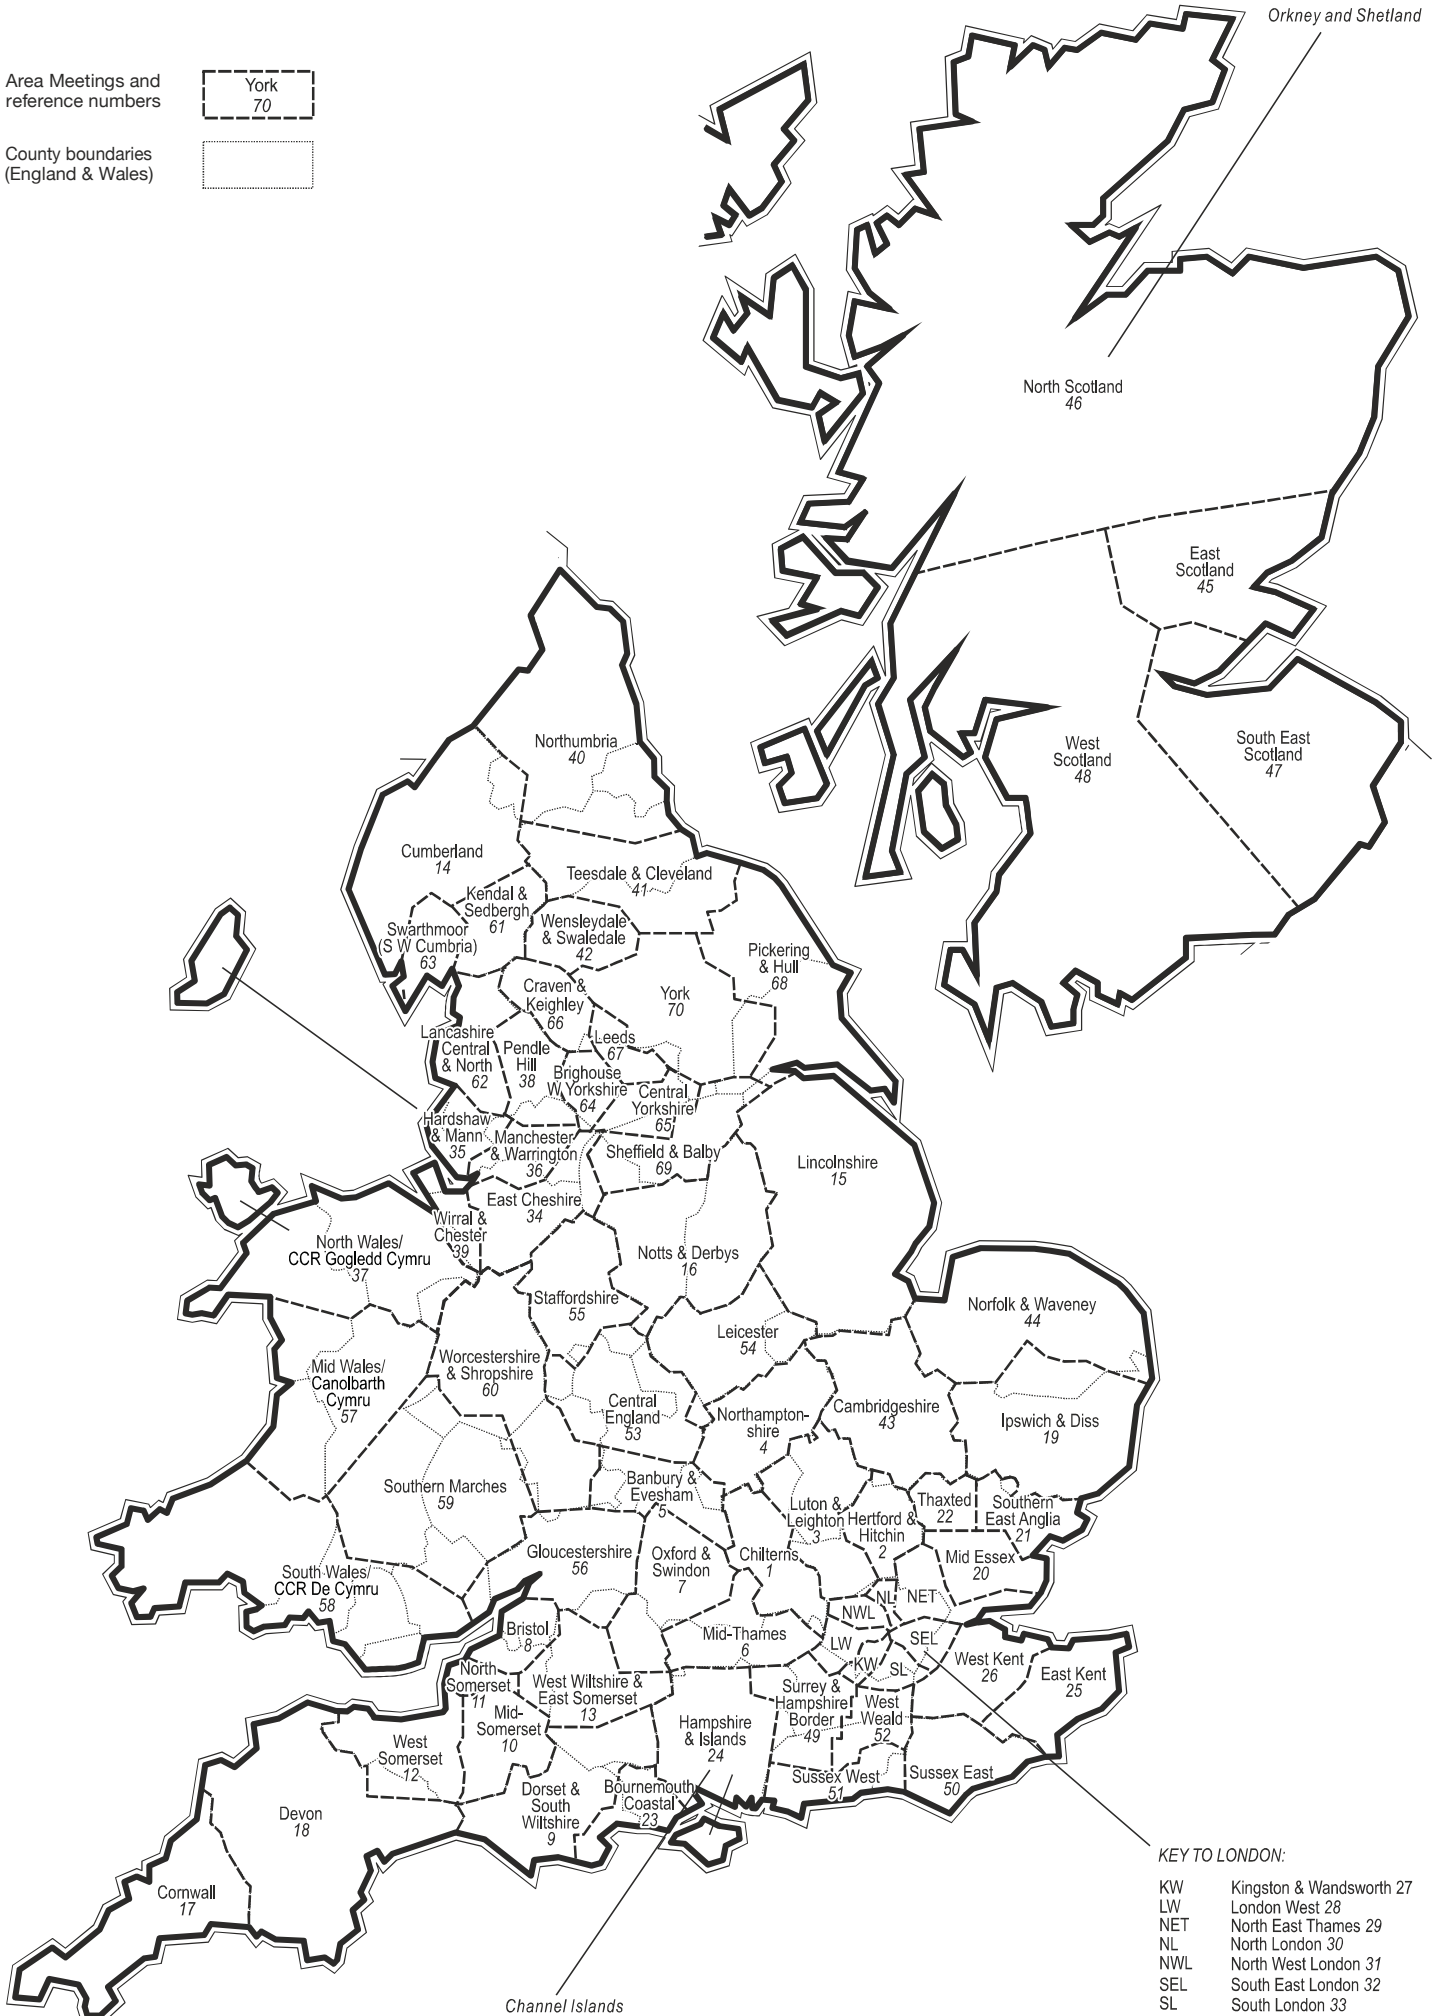 Orkney and Shetland
Area Meetings and
reference numbers
York
70
County boundaries
(England & Wales)
North Scotland
46
East
Scotland
45
West
Scotland
48
South East
Scotland
47
Northumbria
40
Cumberland
14
Teesdale & Cleveland
41
Kendal &
Sedbergh
61
Wensleydale
& Swaledale
42
Swarthmoor
(S W Cumbria)
63
Pickering
& Hull
68
Craven &
Keighley
66
York
70
Lancashire
Central
& North
62
Pendle
Hill
38
Leeds
67
Brighouse
W Yorkshire
64
Central
Yorkshire
65
Hardshaw
& Mann
35
Manchester
& Warrington
36
Sheffield & Balby
69
Lincolnshire
15
East Cheshire
34
Wirral &
Chester
39
North Wales/
CCR Gogledd Cymru
37
Notts & Derbys
16
Staffordshire
55
Norfolk & Waveney
44
Leicester
54
Mid Wales/
Canolbarth
Cymru
57
Worcestershire
& Shropshire
60
Central
England
53
Northampton-
shire
4
Cambridgeshire
43
Ipswich & Diss
19
Southern Marches
59
Banbury &
Evesham
5
Luton &
Leighton
3
Hertford &
Hitchin
2
Thaxted
22
Southern
East Anglia
21
South Wales/
CCR De Cymru
58
Gloucestershire
56
Oxford &
Swindon
7
Chilterns
1
Mid Essex
20
NL
NET
NWL
Bristol
8
Mid-Thames
6
LW
SEL
KW
SL
West Kent
26
East Kent
25
North
Somerset
11
West Wiltshire &
East Somerset
13
Surrey &
Hampshire
Border
49
West
Weald
52
Mid-
Somerset
10
Hampshire
& Islands
24
West
Somerset
12
Sussex West
51
Sussex East
50
Dorset &
South
Wiltshire
9
Bournemouth
Coastal
23
Devon
18
Cornwall
17
Channel Islands
KEY TO LONDON:
KW Kingston & Wandsworth 27
LW London West 28
NET North East Thames 29
NL North London 30
NWL North West London 31
SEL South East London 32
SL South London 33